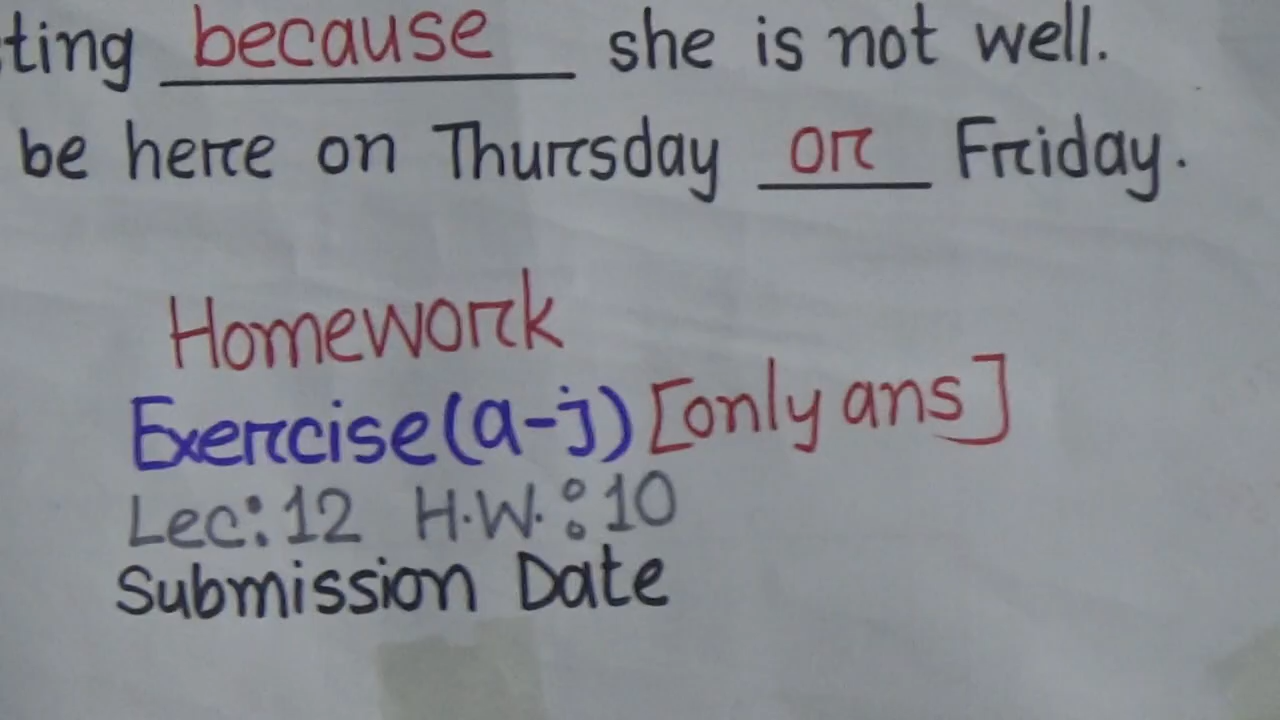 ting because she is not well.
be here on Thursday or Friday.
Homework
Exercise(a-j) [only ans]
Lec:12 H.W.:10
Submission Date